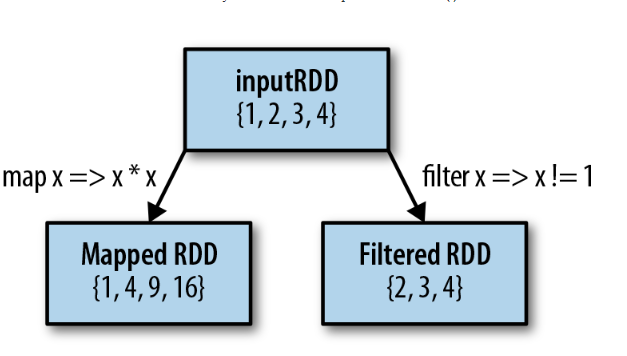 inputRDD
{1, 2, 3, 4}
map x => x * x
filter x => x != 1
Mapped RDD
{1, 4, 9, 16}
Filtered RDD
{2, 3, 4}